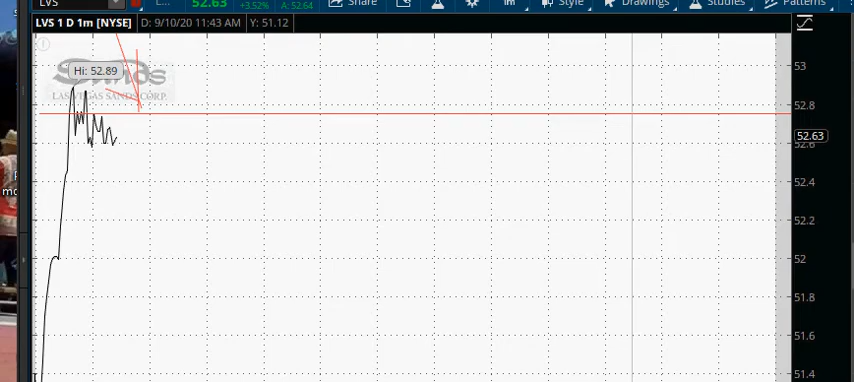 LVS 52.63 +3.52% A: 52.64 Share 1m Style Drawings Studies Patterns
LVS 1 D 1m [NYSE] D: 9/10/20 11:43 AM Y: 51.12
Hi: 52.89
Sands
LAS VEGAS SANDS CORP.
53
52.8
52.63
52.6
52.4
52.2
52
51.8
51.6
51.4